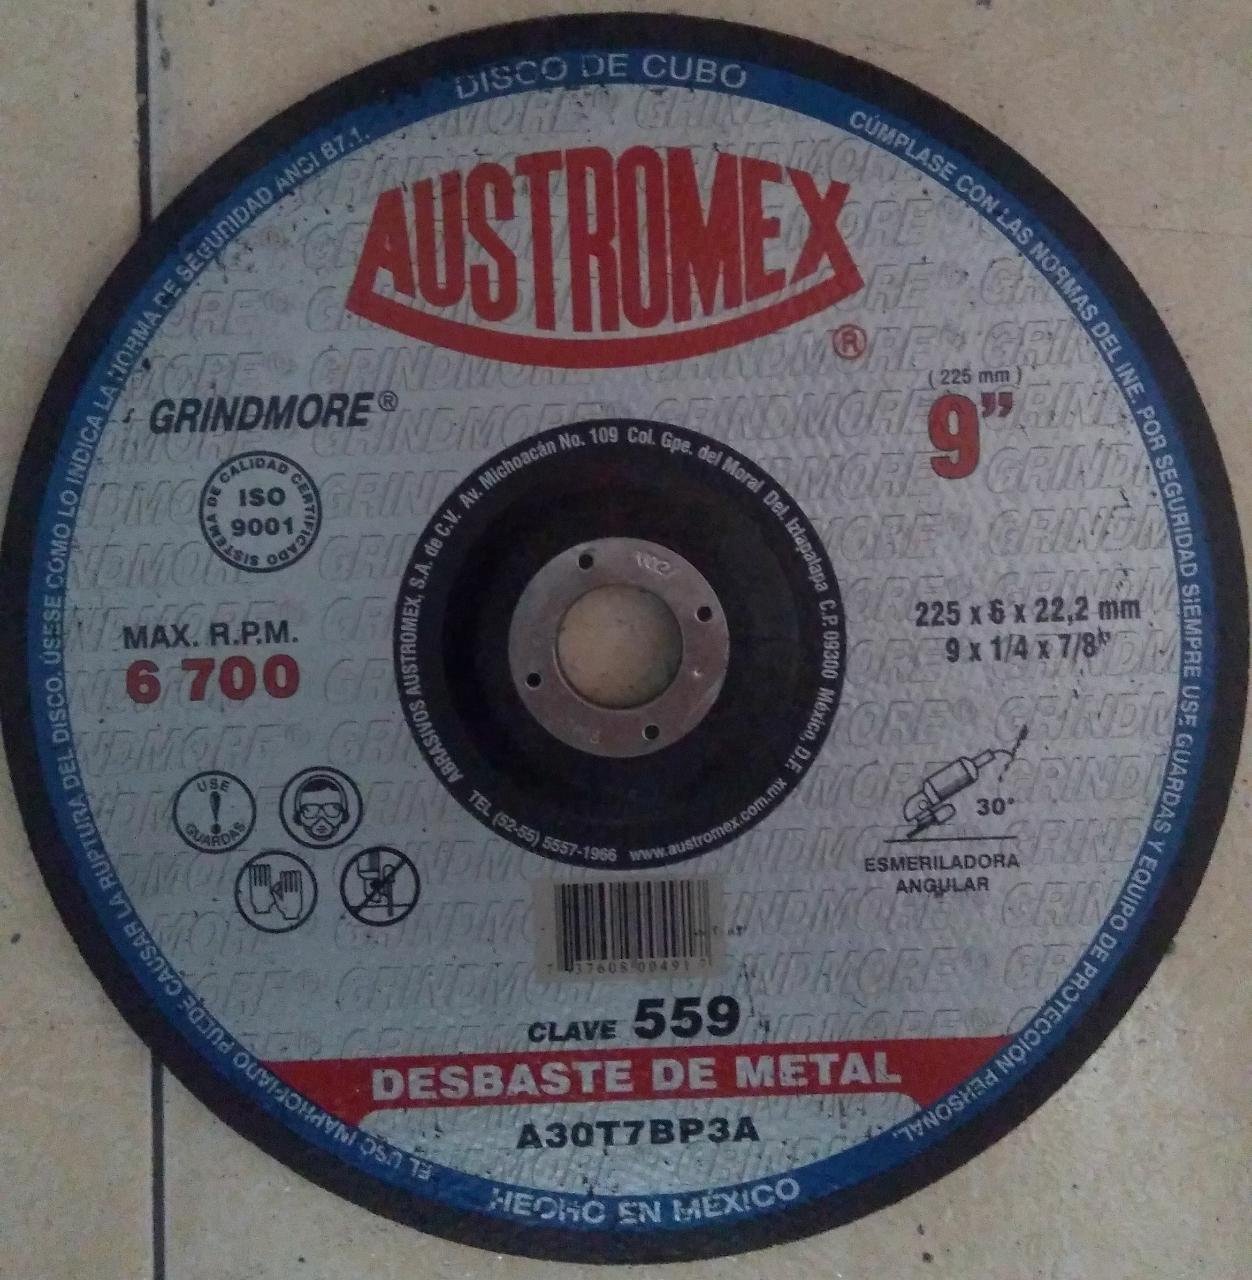 DISCO DE CUBO
CÚMPLASE CON LAS NORMAS DEL INE. POR SEGURIDAD SIEMPRE USE GUARDAS Y EQUIPO DE PROTECCIÓN PERSONAL.
EL USO INAPROPIADO PUEDE CAUSAR LA RUPTURA DEL DISCO. ÚSESE COMO LO INDICA LA NORMA DE SEGURIDAD ANSI B7.1.
AUSTROMEX
®
(225 mm)
9"
GRINDMORE®
SISTEMA DE CALIDAD CERTIFICADO
ISO
9001
ABRASIVOS AUSTROMEX, S.A. de C.V. Av. Michoacán No. 109 Col. Gpe. del Moral Del. Iztapalapa C.P. 09300 México, D.F.
TEL (52-55) 5557-1966 www.austromex.com.mx
MAX. R.P.M.
6 700
225 x 6 x 22,2 mm
9 x 1/4 x 7/8"
USE
GUARDAS
30°
ESMERILADORA
ANGULAR
CLAVE 559
DESBASTE DE METAL
A30T7BP3A
HECHO EN MÉXICO